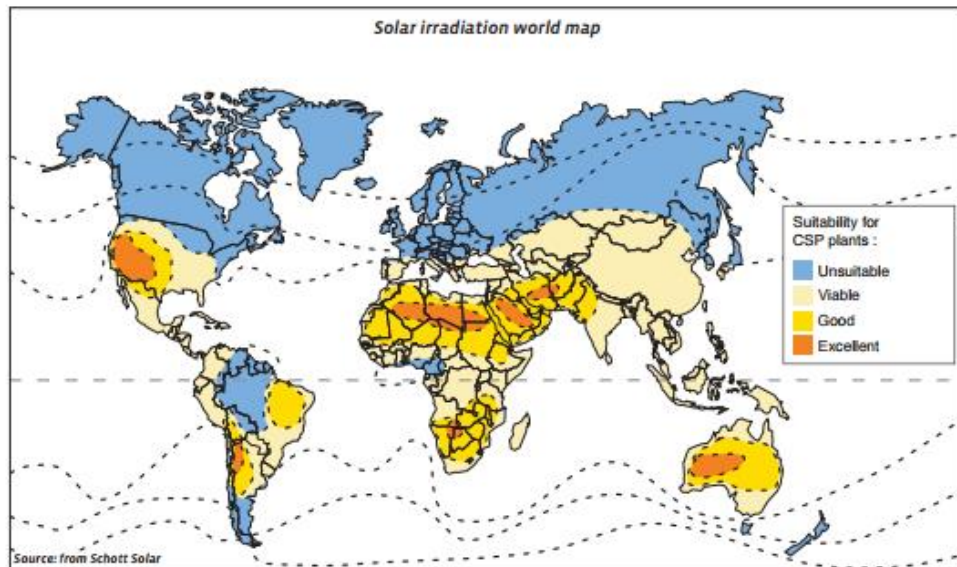 Solar irradiation world map
Suitability for
CSP plants :
Unsuitable
Viable
Good
Excellent
Source: from Schott Solar